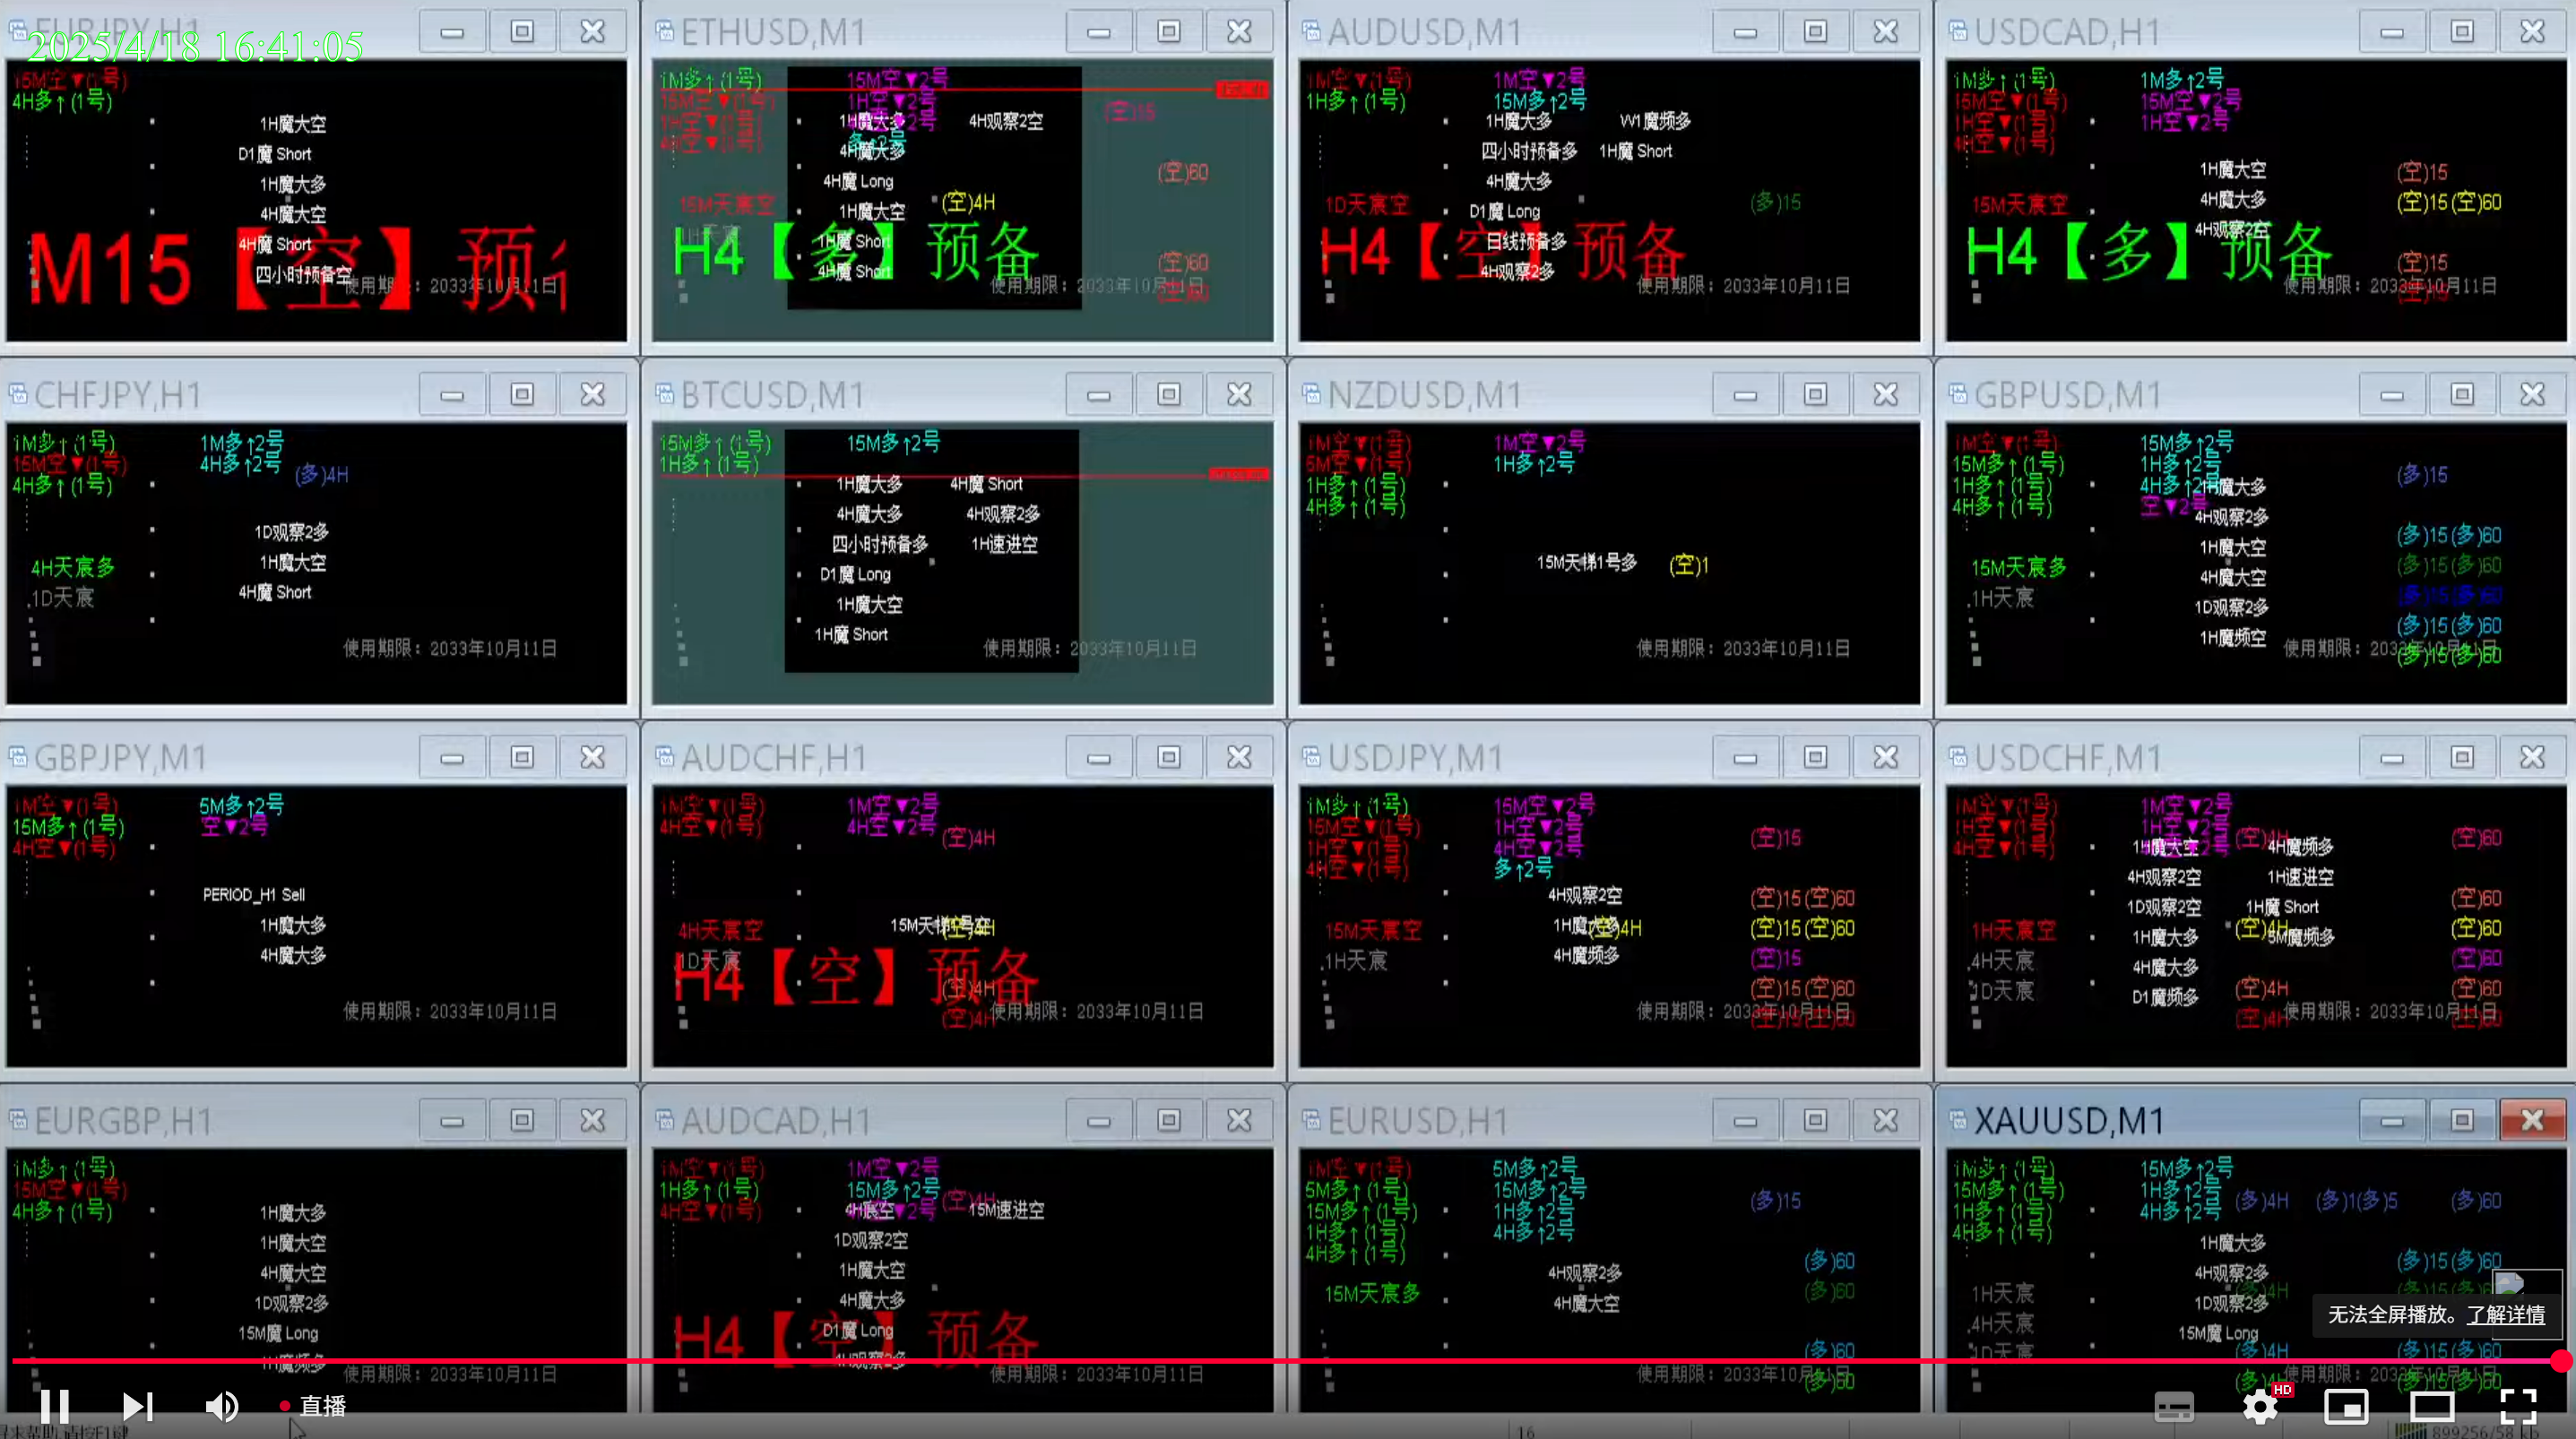 EURJPY,H1
2025/4/18 16:41:05
15M空▼(1号)
4H多↑(1号)
1H魔大空
D1魔 Short
1H魔大多
4H魔大空
4H魔 Short
四小时预备空
M15【空】预
2033年10月11日
ETHUSD,M1
1M多↑(1号)
15M空▼(1号)
1H空▼(1号)
4H空▼(1号)
15M空▼2号
1H空▼2号
多↑2号
1H魔大多
4H观察2空
4H魔大多
4H魔 Long
1H魔大空
1H魔 Short
4H魔 Short
(空)15
(空)60
(空)4H
(空)60
(空)60
15M天宸空
1H天宸
H4【多】预备
使用期限：2033年10月11日
AUDUSD,M1
1M空▼(1号)
1H多↑(1号)
1M空▼2号
15M多↑2号
1H魔大多
W1魔频多
四小时预备多
1H魔 Short
4H魔大多
D1魔 Long
日线预备多
4H观察2多
(多)15
1D天宸空
H4【空】预备
使用期限：2033年10月11日
USDCAD,H1
1M多↑(1号)
15M空▼(1号)
1H空▼(1号)
4H空▼(1号)
1M多↑2号
15M空▼2号
1H空▼2号
1H魔大空
4H魔大多
4H观察2空
(空)15
(空)15(空)60
(空)15
(空)15
15M天宸空
H4【多】预备
使用期限：2033年10月11日
CHFJPY,H1
1M多↑(1号)
15M空▼(1号)
4H多↑(1号)
1M多↑2号
4H多↑2号
(多)4H
1D观察2多
1H魔大空
4H魔 Short
4H天宸多
1D天宸
使用期限：2033年10月11日
BTCUSD,M1
15M多↑(1号)
1H多↑(1号)
15M多↑2号
1H魔大多
4H魔 Short
4H魔大多
4H观察2多
四小时预备多
1H速进空
D1魔 Long
1H魔大空
1H魔 Short
使用期限：2033年10月11日
NZDUSD,M1
1M空▼(1号)
5M空▼(1号)
1H多↑(1号)
4H多↑(1号)
1M空▼2号
1H多↑2号
15M天梯1号多
(空)1
使用期限：2033年10月11日
GBPUSD,M1
1M空▼(1号)
15M多↑(1号)
1H多↑(1号)
4H多↑(1号)
15M多↑2号
1H多↑2号
4H多↑2号
空▼2号
1H魔大多
4H观察2多
1H魔大空
4H魔大空
1D观察2多
1H魔频空
(多)15
(多)15(多)60
(多)15(多)60
(多)15(多)60
(多)15(多)60
(多)15(多)60
15M天宸多
1H天宸
使用期限：2033年10月11日
GBPJPY,M1
1M空▼(1号)
15M多↑(1号)
4H空▼(1号)
5M多↑2号
空▼2号
PERIOD_H1 Sell
1H魔大多
4H魔大多
使用期限：2033年10月11日
AUDCHF,H1
1M空▼(1号)
4H空▼(1号)
1M空▼2号
4H空▼2号
(空)4H
(空)4H
(空)4H
4H天宸空
1D天宸
H4【空】预备
使用期限：2033年10月11日
USDJPY,M1
1M多↑(1号)
15M空▼(1号)
1H空▼(1号)
4H空▼(1号)
15M空▼2号
1H空▼2号
4H空▼2号
多↑2号
4H观察2空
1H魔大多
(空)4H
4H魔频多
(空)15
(空)15(空)60
(空)15(空)60
(空)15
(空)15(空)60
(空)15(空)60
15M天宸空
1H天宸
使用期限：2033年10月11日
USDCHF,M1
1M空▼(1号)
1H空▼(1号)
4H空▼(1号)
1M空▼2号
1H空▼2号
(空)4H
1H魔大空
4H魔频多
4H观察2空
1H速进空
1D观察2空
1H魔 Short
1H魔大多
(空)4H
5M魔频多
4H魔大多
D1魔频多
(空)4H
(空)4H
(空)60
(空)60
(空)60
(空)60
(空)60
(空)60
1H天宸空
4H天宸
1D天宸
使用期限：2033年10月11日
EURGBP,H1
1M多↑(1号)
15M空▼(1号)
4H多↑(1号)
1H魔大多
1H魔大空
4H魔大空
1D观察2多
15M魔 Long
1H魔频多
使用期限：2033年10月11日
AUDCAD,H1
1M空▼(1号)
1H多↑(1号)
4H空▼(1号)
1M空▼2号
15M多↑2号
(空)4H
15M速进空
1D观察2空
1H魔大空
4H魔大多
D1魔 Long
4H观察2多
H4【空】预备
使用期限：2033年10月11日
EURUSD,H1
1M空▼(1号)
5M多↑(1号)
15M多↑(1号)
1H多↑(1号)
4H多↑(1号)
5M多↑2号
15M多↑2号
1H多↑2号
4H多↑2号
4H观察2多
4H魔大空
(多)15
(多)60
(多)60
(多)60
(多)60
15M天宸多
使用期限：2033年10月11日
XAUUSD,M1
1M多↑(1号)
15M多↑(1号)
1H多↑(1号)
4H多↑(1号)
15M多↑2号
1H多↑2号
4H多↑2号
(多)4H
(多)1(多)5
(多)60
1H魔大多
4H观察2多
1D观察2多
15M魔 Long
(多)15(多)60
(多)4H
(多)15(多)60
1H天宸
4H天宸
1D天宸
使用期限：2033年10月11日
无法全屏播放。了解详情
直播
HD
16
899256/58 kb